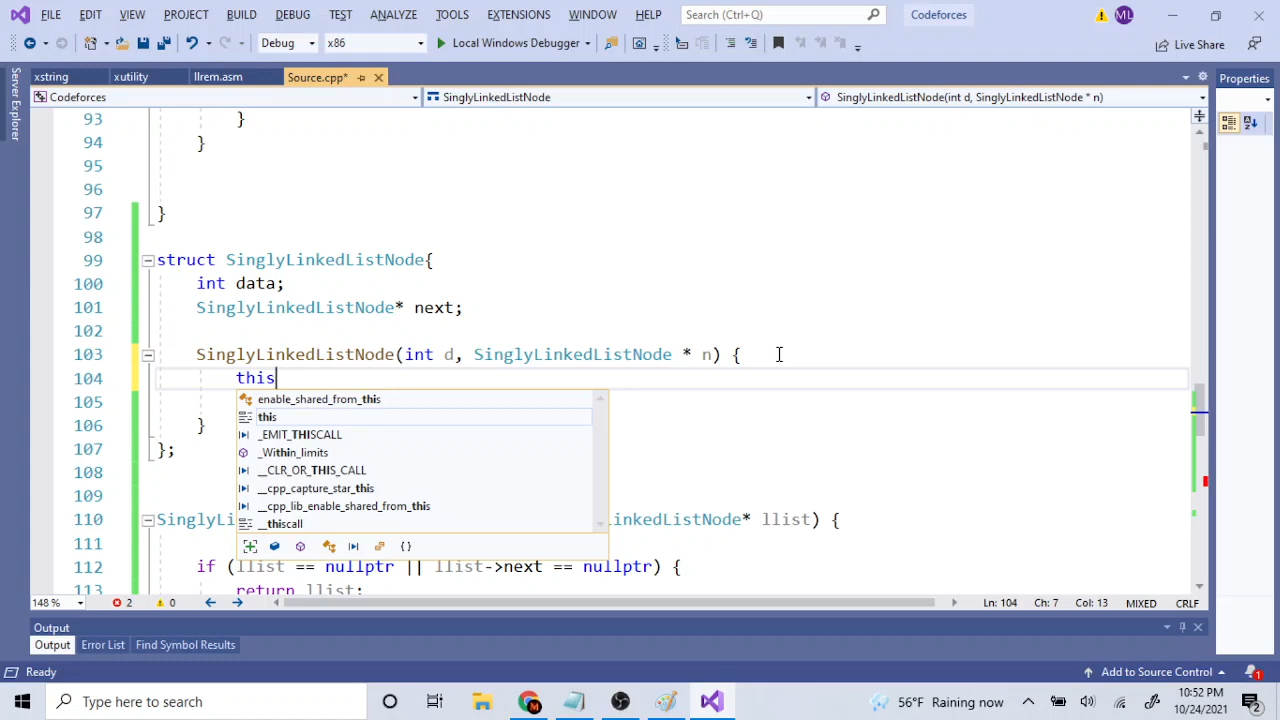 FILE EDIT VIEW PROJECT BUILD DEBUG TEST ANALYZE TOOLS EXTENSIONS WINDOW HELP Search (Ctrl+Q) Codeforces ML
Debug x86 Local Windows Debugger Live Share
Server Explorer
xstring xutility llrem.asm Source.cpp*
Properties
Codeforces SinglyLinkedListNode SinglyLinkedListNode(int d, SinglyLinkedListNode * n)
93 }
94 }
95
96
97 }
98
99 struct SinglyLinkedListNode{
100 int data;
101 SinglyLinkedListNode* next;
102
103 SinglyLinkedListNode(int d, SinglyLinkedListNode * n) {
104 this
105
106 }
107 };
108
109
110 SinglyLi inkedListNode* llist) {
111
112 if (llist == nullptr || llist->next == nullptr) {
113 return llist;
enable_shared_from_this
this
_EMIT_THISCALL
_Within_limits
__CLR_OR_THIS_CALL
__cpp_capture_star_this
__cpp_lib_enable_shared_from_this
__thiscall
148 % 2 0 Ln: 104 Ch: 7 Col: 13 MIXED CRLF
Output
Output Error List Find Symbol Results
Ready Add to Source Control 1
Type here to search 56°F Raining now 10:52 PM
10/24/2021 2